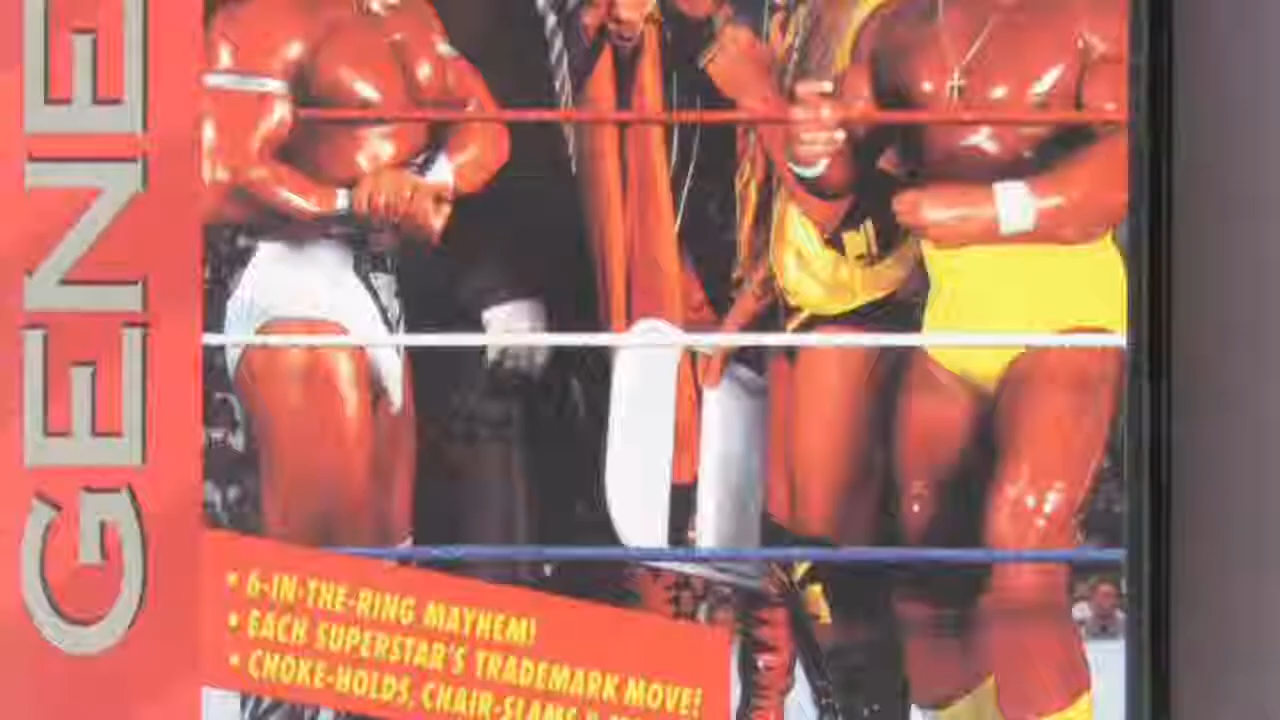 GENE
• 6-IN-THE-RING MAYHEM!
• EACH SUPERSTAR'S TRADEMARK MOVE!
• CHOKE-HOLDS, CHAIR-SLAMS &